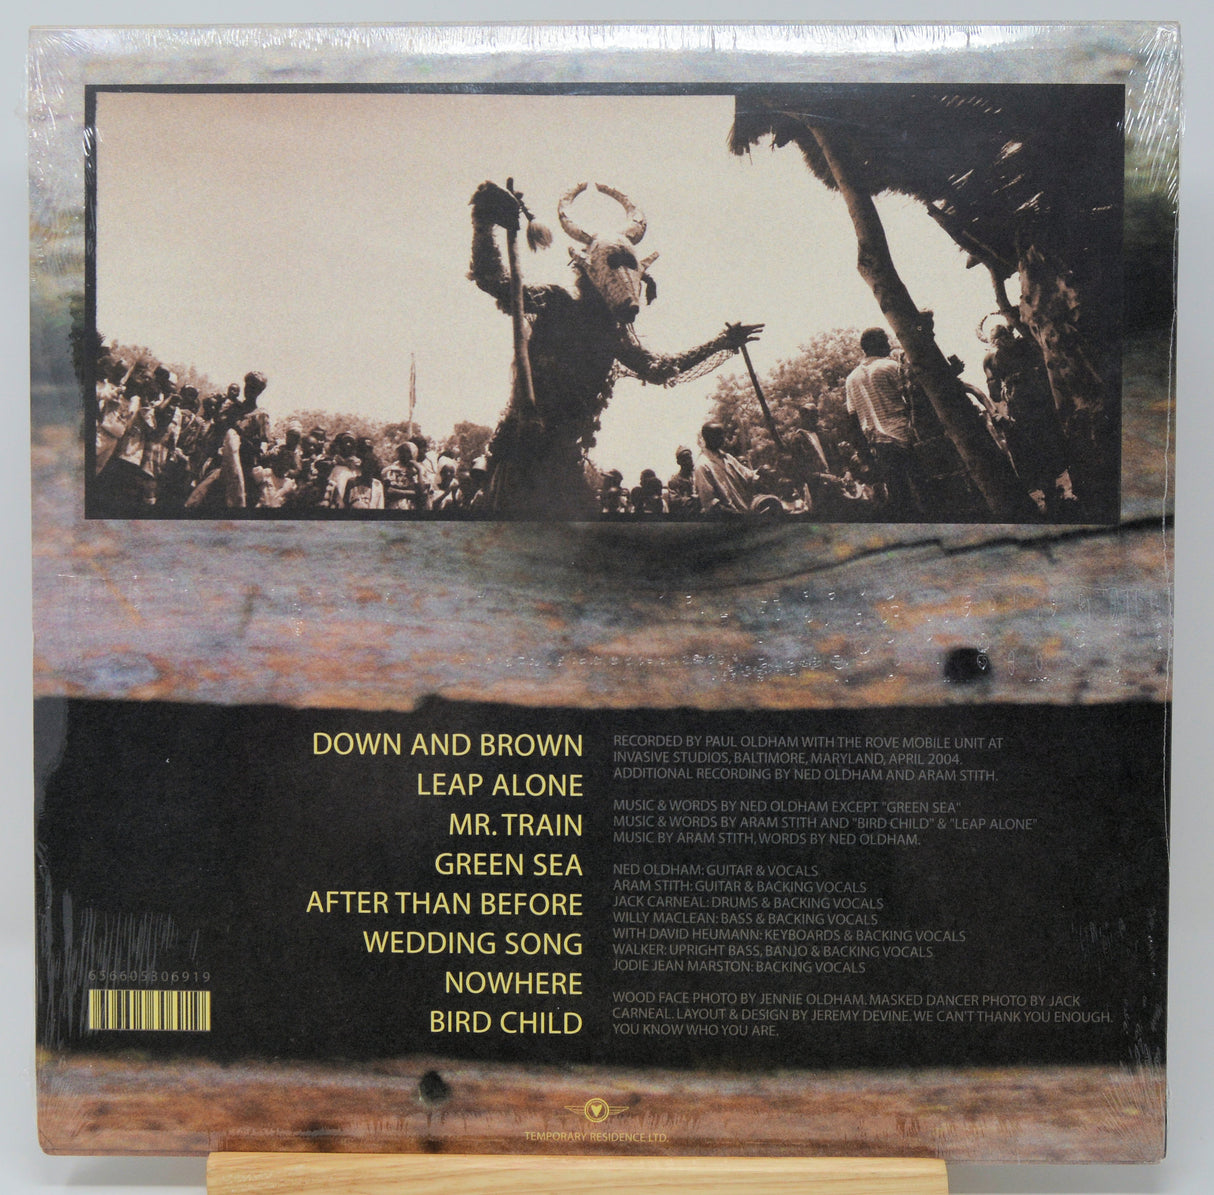 DOWN AND BROWN
LEAP ALONE
MR. TRAIN
GREEN SEA
AFTER THAN BEFORE
WEDDING SONG
NOWHERE
BIRD CHILD
RECORDED BY PAUL OLDHAM WITH THE ROVE MOBILE UNIT AT
INVASIVE STUDIOS, BALTIMORE, MARYLAND, APRIL 2004.
ADDITIONAL RECORDING BY NED OLDHAM AND ARAM STITH.
MUSIC & WORDS BY NED OLDHAM EXCEPT "GREEN SEA"
MUSIC & WORDS BY ARAM STITH AND "BIRD CHILD" & "LEAP ALONE"
MUSIC BY ARAM STITH, WORDS BY NED OLDHAM.
NED OLDHAM: GUITAR & VOCALS
ARAM STITH: GUITAR & BACKING VOCALS
JACK CARNEAL: DRUMS & BACKING VOCALS
WILLY MACLEAN: BASS & BACKING VOCALS
WITH DAVID HEUMANN: KEYBOARDS & BACKING VOCALS
WALKER: UPRIGHT BASS, BANJO & BACKING VOCALS
JODIE JEAN MARSTON: BACKING VOCALS
WOOD FACE PHOTO BY JENNIE OLDHAM. MASKED DANCER PHOTO BY JACK
CARNEAL. LAYOUT & DESIGN BY JEREMY DEVINE. WE CAN'T THANK YOU ENOUGH.
YOU KNOW WHO YOU ARE.
656605306919
TEMPORARY RESIDENCE LTD.